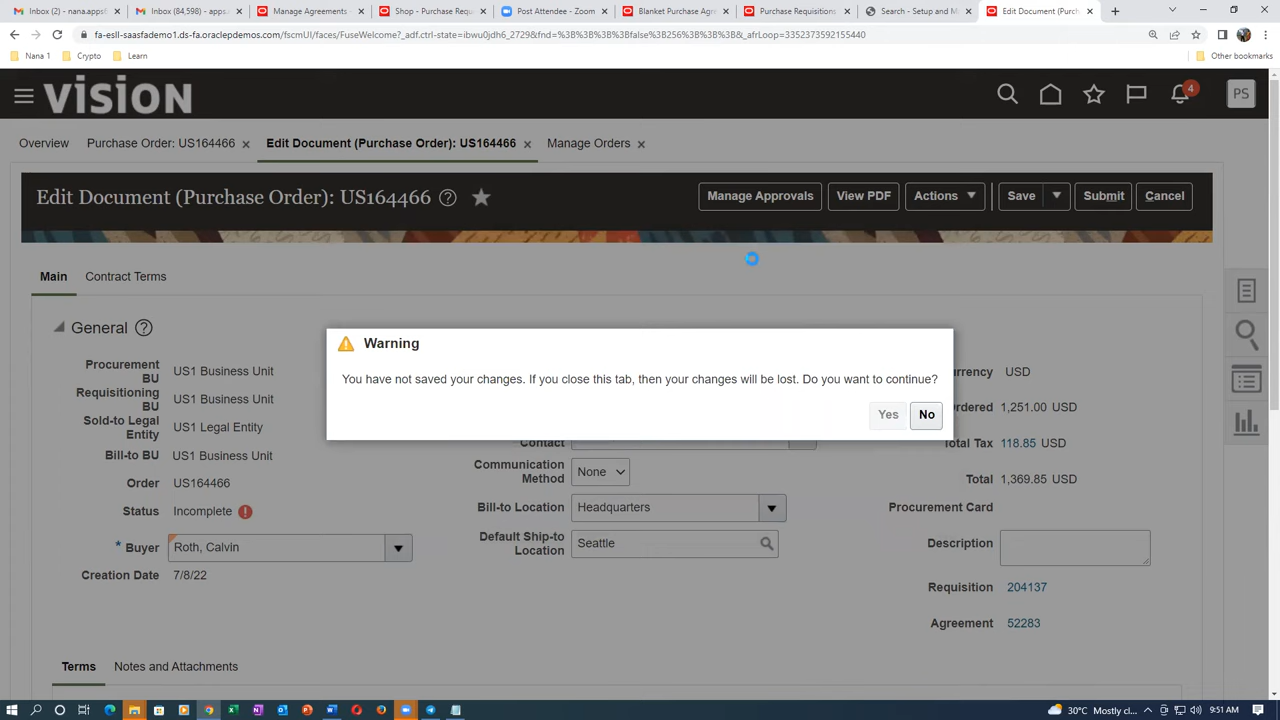 Inbox (2) - nana.apps8
Inbox (84,598) - apps.n
Manage Agreements
Shop - Purchase Req
Post Attendee - Zoom
Blanket Purchase Agr
Purchase Requisitions
Search - Setup and M
Edit Document (Purch
fa-esll-saasfademo1.ds-fa.oraclepdemos.com/fscmUI/faces/FuseWelcome?_adf.ctrl-state=ibwu0jdh6_2729&fnd=%3B%3B%3B%3Bfalse%3B256%3B%3B%3B&_afrLoop=3352373592155440
Nana 1
Crypto
Learn
Other bookmarks
VISION
4
PS
Overview
Purchase Order: US164466
Edit Document (Purchase Order): US164466
Manage Orders
Edit Document (Purchase Order): US164466
Manage Approvals
View PDF
Actions
Save
Submit
Cancel
Main
Contract Terms
General
Warning
You have not saved your changes. If you close this tab, then your changes will be lost. Do you want to continue?
Yes
No
Procurement BU
US1 Business Unit
Requisitioning BU
US1 Business Unit
Sold-to Legal Entity
US1 Legal Entity
Bill-to BU
US1 Business Unit
Order
US164466
Status
Incomplete
* Buyer
Roth, Calvin
Creation Date
7/8/22
Contact
Communication Method
None
Bill-to Location
Headquarters
Default Ship-to Location
Seattle
urrency
USD
Ordered
1,251.00 USD
Total Tax
118.85 USD
Total
1,369.85 USD
Procurement Card
Description
Requisition
204137
Agreement
52283
Terms
Notes and Attachments
30°C Mostly cl...
9:51 AM